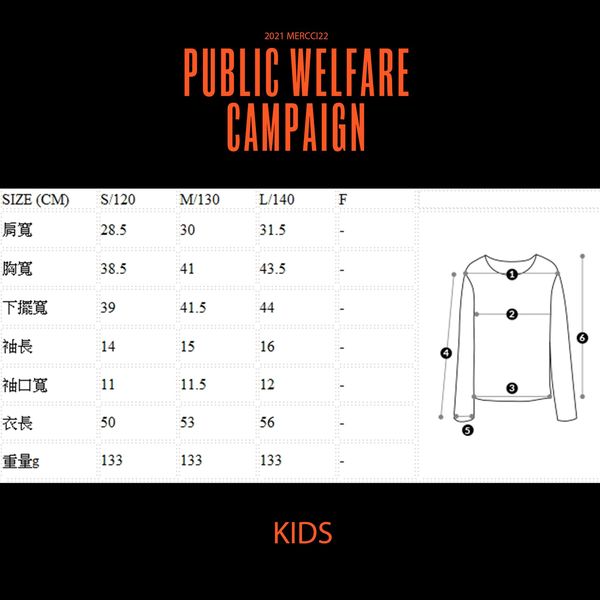 2021 MERCCI22
PUBLIC WELFARE
CAMPAIGN
SIZE (CM) S/120 M/130 L/140 F
肩寬 28.5 30 31.5 -
胸寬 38.5 41 43.5 -
下擺寬 39 41.5 44 -
袖長 14 15 16 -
袖口寬 11 11.5 12 -
衣長 50 53 56 -
重量g 133 133 133 -
1
2
3
4
5
6
KIDS